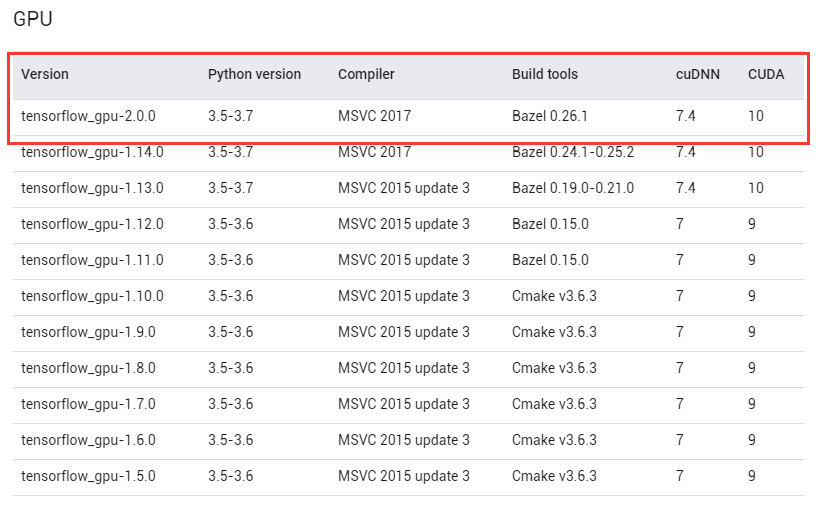 GPU
Version Python version Compiler Build tools cuDNN CUDA
tensorflow_gpu-2.0.0 3.5-3.7 MSVC 2017 Bazel 0.26.1 7.4 10
tensorflow_gpu-1.14.0 3.5-3.7 MSVC 2017 Bazel 0.24.1-0.25.2 7.4 10
tensorflow_gpu-1.13.0 3.5-3.7 MSVC 2015 update 3 Bazel 0.19.0-0.21.0 7.4 10
tensorflow_gpu-1.12.0 3.5-3.6 MSVC 2015 update 3 Bazel 0.15.0 7 9
tensorflow_gpu-1.11.0 3.5-3.6 MSVC 2015 update 3 Bazel 0.15.0 7 9
tensorflow_gpu-1.10.0 3.5-3.6 MSVC 2015 update 3 Cmake v3.6.3 7 9
tensorflow_gpu-1.9.0 3.5-3.6 MSVC 2015 update 3 Cmake v3.6.3 7 9
tensorflow_gpu-1.8.0 3.5-3.6 MSVC 2015 update 3 Cmake v3.6.3 7 9
tensorflow_gpu-1.7.0 3.5-3.6 MSVC 2015 update 3 Cmake v3.6.3 7 9
tensorflow_gpu-1.6.0 3.5-3.6 MSVC 2015 update 3 Cmake v3.6.3 7 9
tensorflow_gpu-1.5.0 3.5-3.6 MSVC 2015 update 3 Cmake v3.6.3 7 9